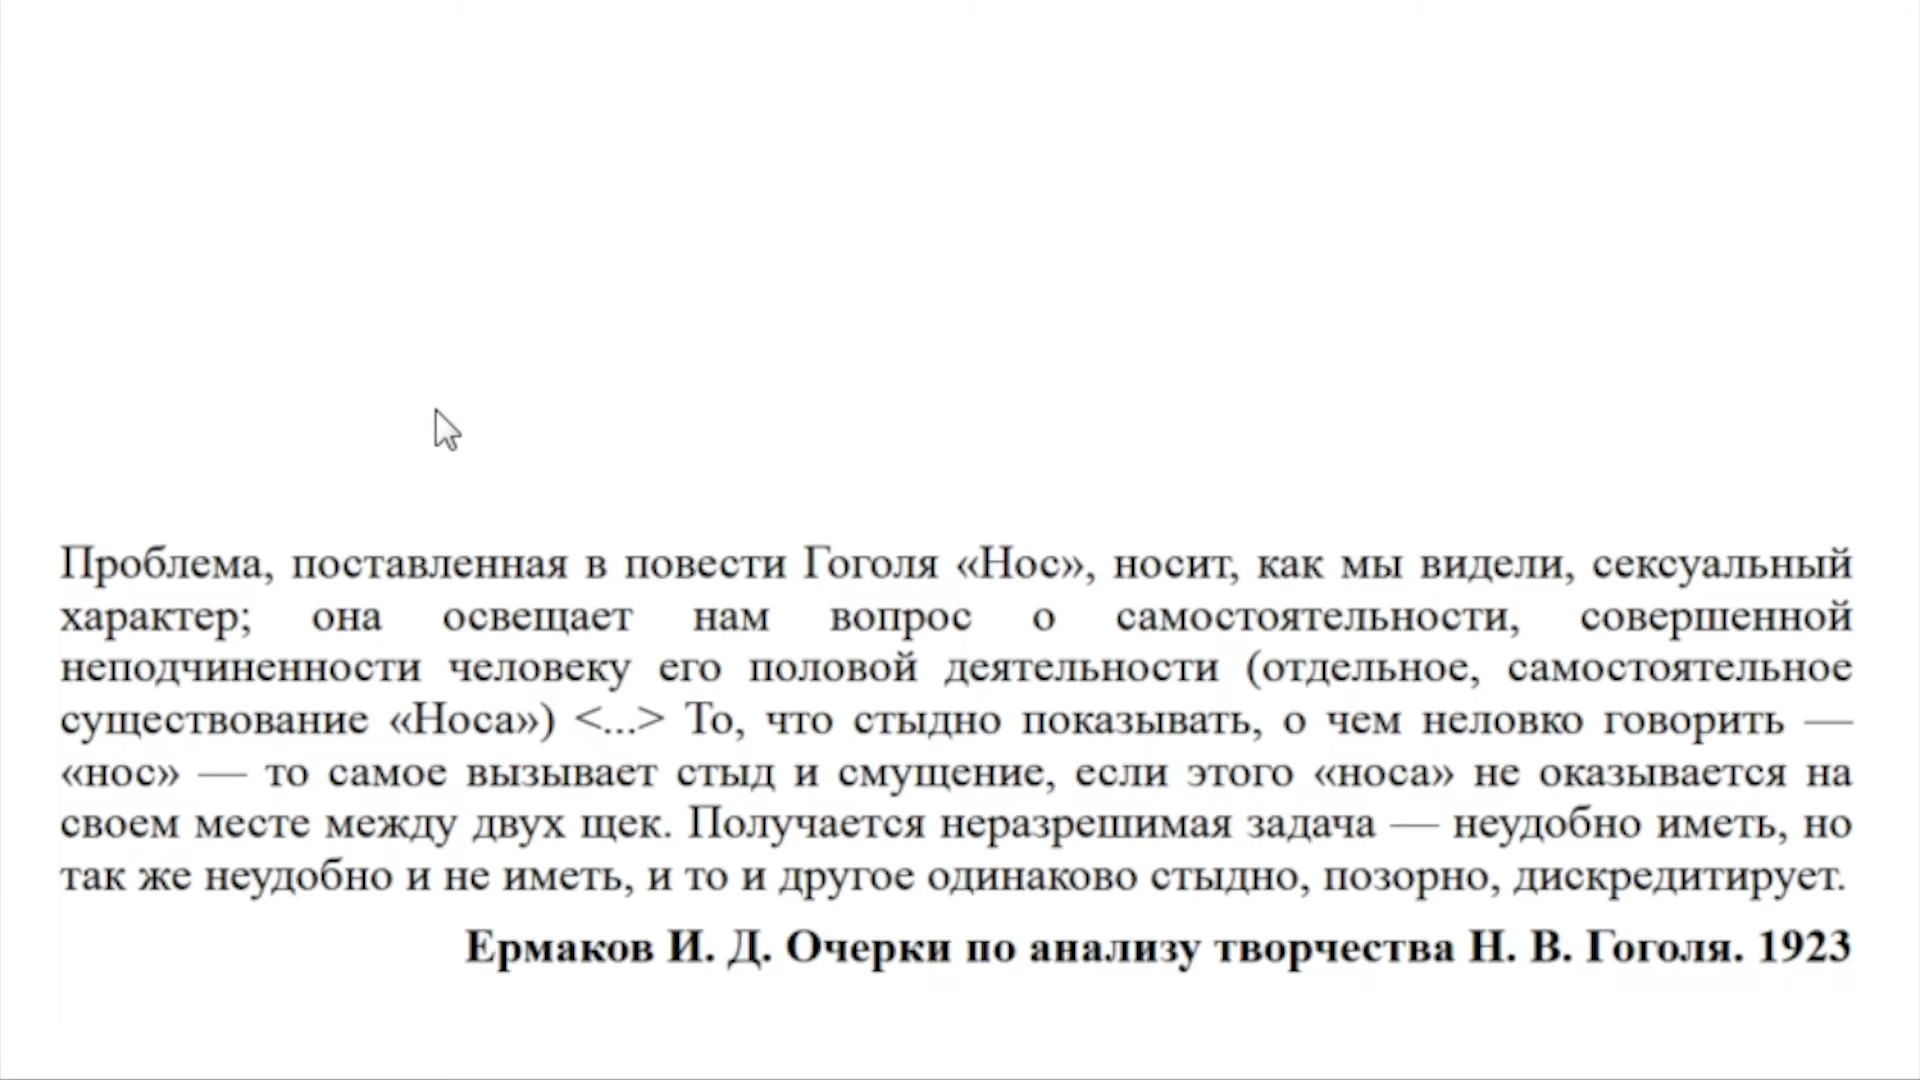 Проблема, поставленная в повести Гоголя «Нос», носит, как мы видели, сексуальный
характер; она освещает нам вопрос о самостоятельности, совершенной
неподчиненности человеку его половой деятельности (отдельное, самостоятельное
существование «Носа») <...> То, что стыдно показывать, о чем неловко говорить —
«нос» — то самое вызывает стыд и смущение, если этого «носа» не оказывается на
своем месте между двух щек. Получается неразрешимая задача — неудобно иметь, но
так же неудобно и не иметь, и то и другое одинаково стыдно, позорно, дискредитирует.
Ермаков И. Д. Очерки по анализу творчества Н. В. Гоголя. 1923